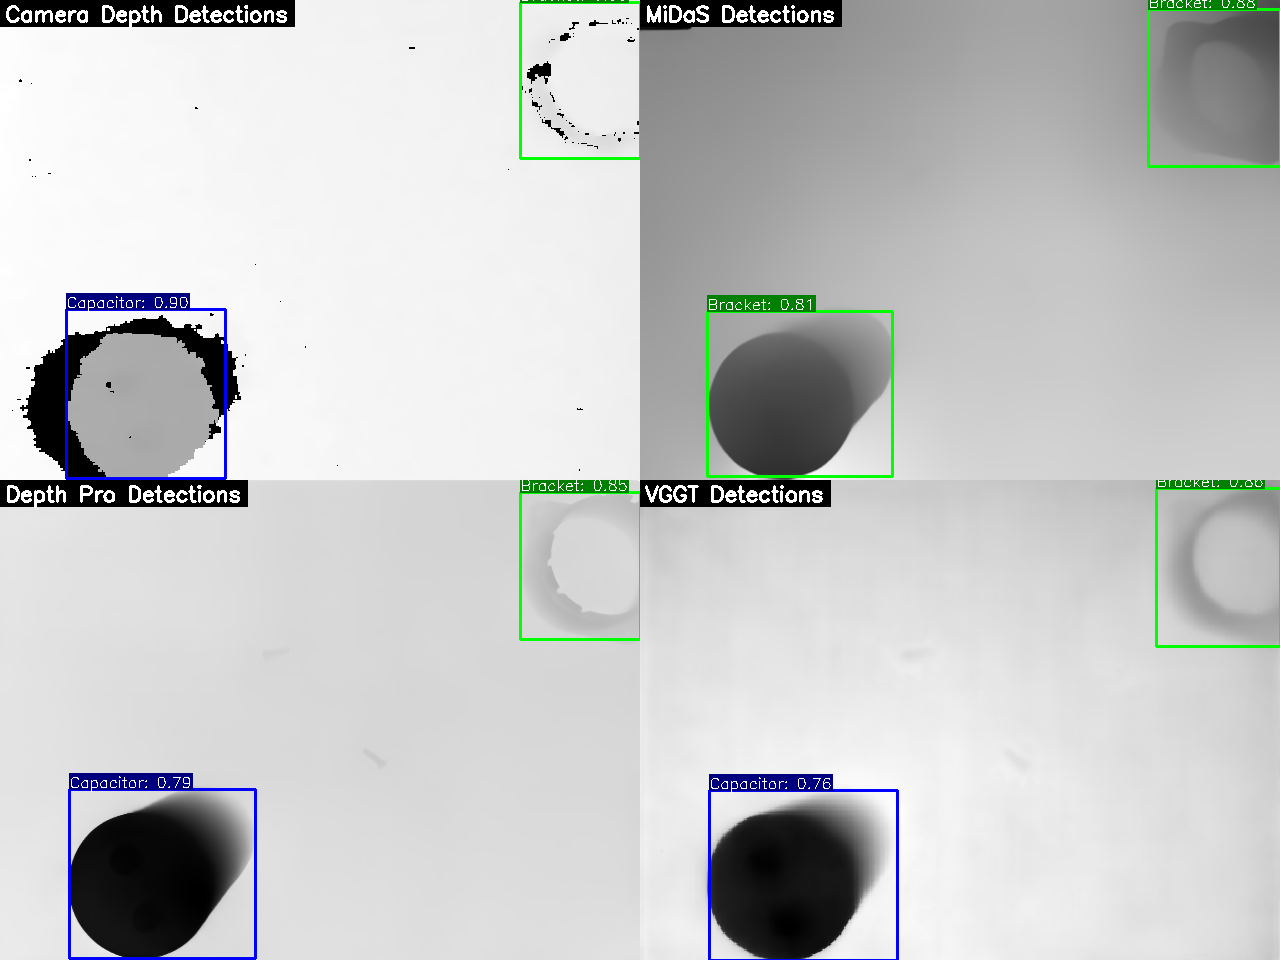 Camera Depth Detections
MiDaS Detections
Bracket: 0.88
Capacitor: 0.90
Bracket: 0.81
Depth Pro Detections
Bracket: 0.85
VGGT Detections
Bracket: 0.86
Capacitor: 0.79
Capacitor: 0.76